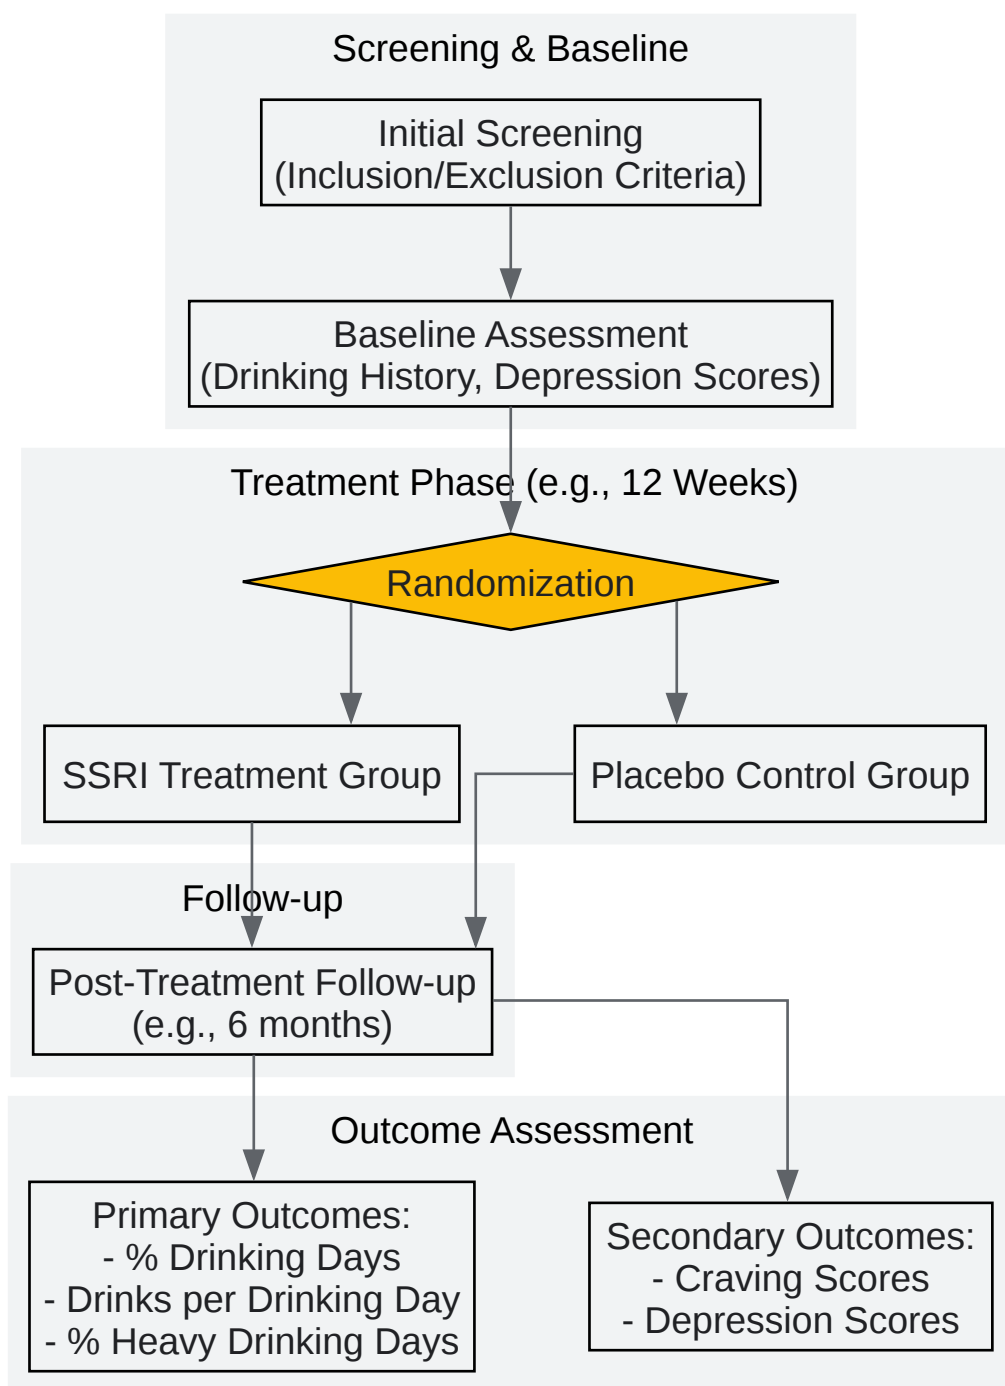 Screening & Baseline
Initial Screening
(Inclusion/Exclusion Criteria)
Baseline Assessment
(Drinking History, Depression Scores)
Treatment Phase (e.g., 12 Weeks)
Randomization
SSRI Treatment Group
Placebo Control Group
Follow-up
Post-Treatment Follow-up
(e.g., 6 months)
Outcome Assessment
Primary Outcomes:
- % Drinking Days
- Drinks per Drinking Day
- % Heavy Drinking Days
Secondary Outcomes:
- Craving Scores
- Depression Scores